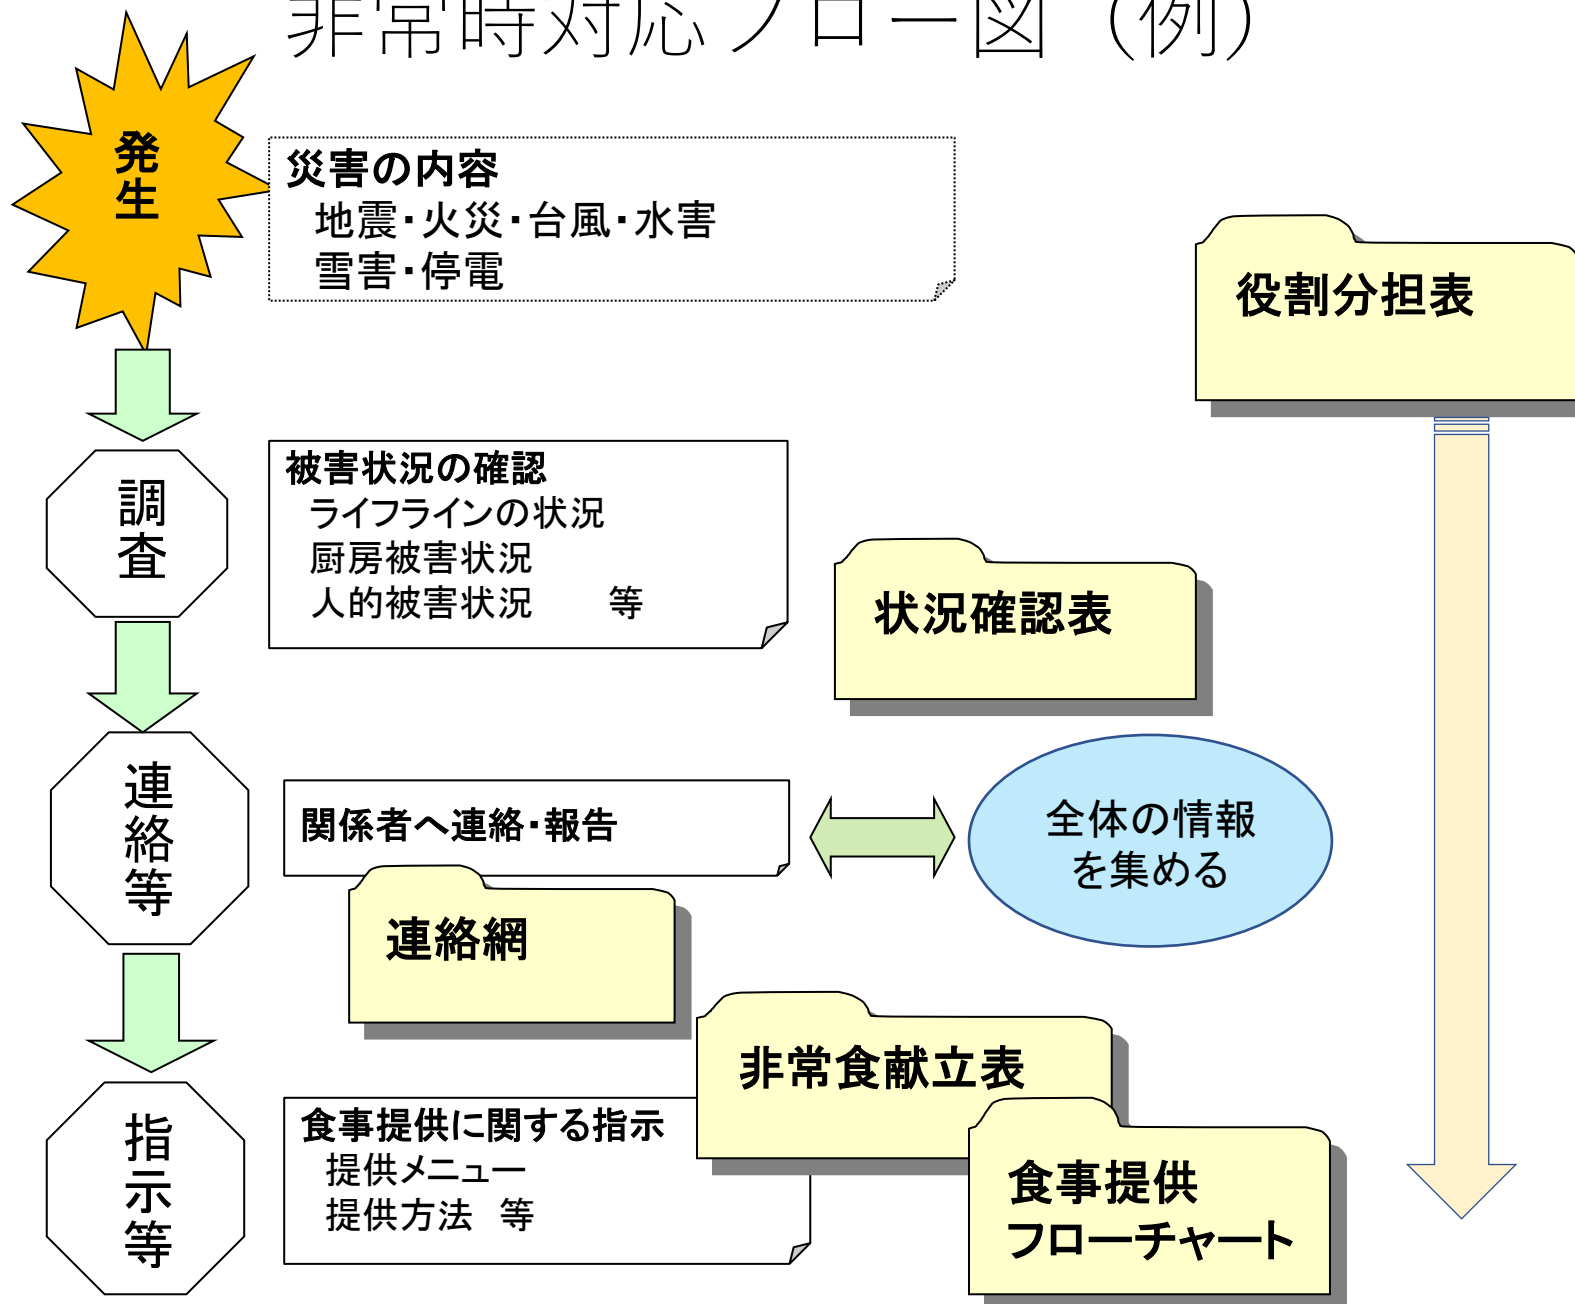 非常時対応フロー図（例）
発生
災害の内容
地震・火災・台風・水害
雪害・停電
役割分担表
調査
被害状況の確認
ライフラインの状況
厨房被害状況
人的被害状況　　等
状況確認表
連絡等
関係者へ連絡・報告
全体の情報
を集める
連絡網
非常食献立表
指示等
食事提供に関する指示
提供メニュー
提供方法　等
食事提供
フローチャート